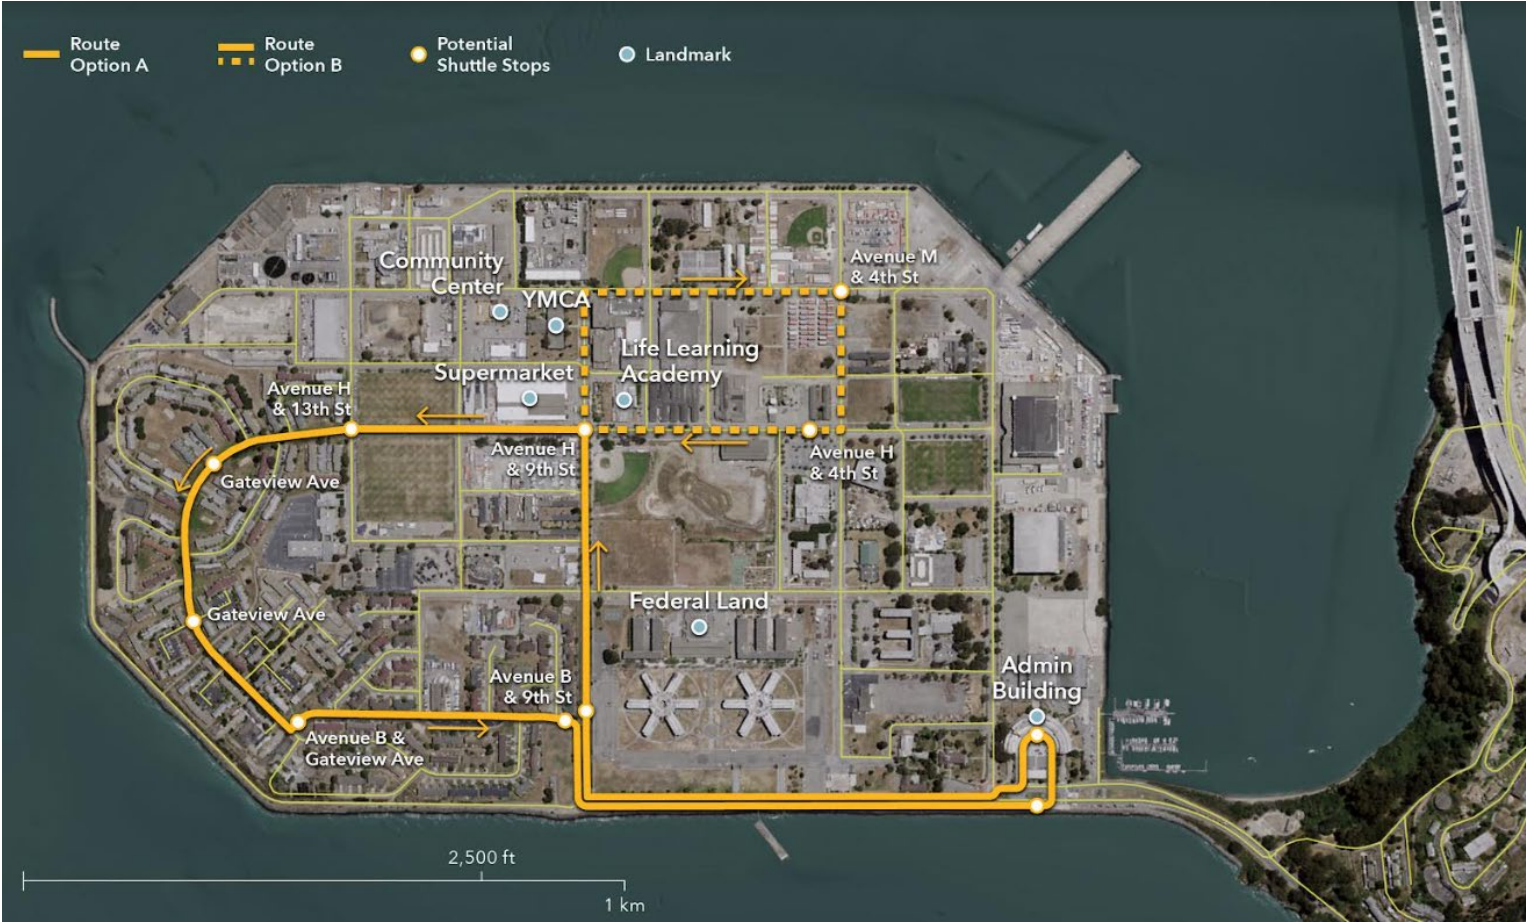 Route
Option A
Route
Option B
Potential
Shuttle Stops
Landmark
Community
Center
YMCA
Avenue M
& 4th St
Life Learning
Academy
Supermarket
Avenue H
& 13th St
Avenue H
& 9th St
Avenue H
& 4th St
Gateview Ave
Gateview Ave
Federal Land
Avenue B
& 9th St
Admin
Building
Avenue B &
Gateview Ave
2,500 ft
1 km